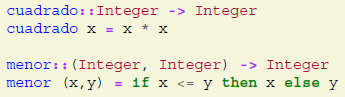 cuadrado::Integer -> Integer
cuadrado x = x * x
menor::(Integer, Integer) -> Integer
menor (x,y) = if x <= y then x else y